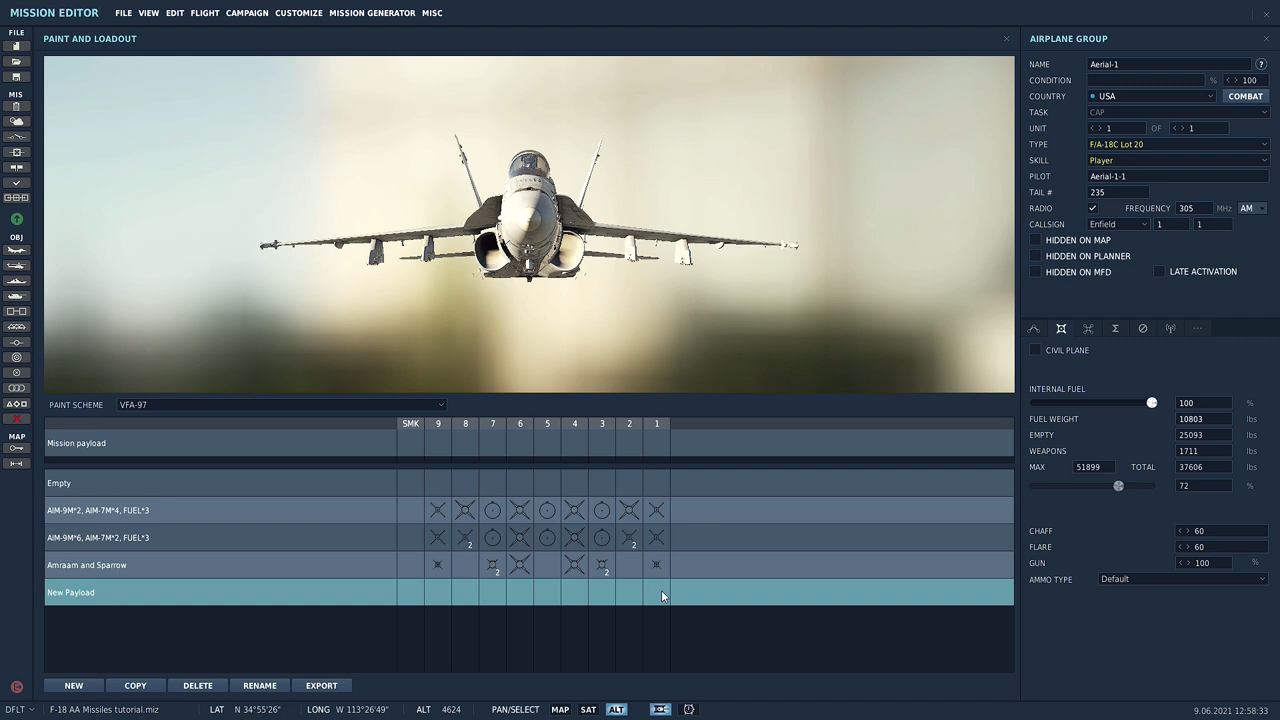 MISSION EDITOR FILE VIEW EDIT FLIGHT CAMPAIGN CUSTOMIZE MISSION GENERATOR MISC
FILE
MIS
OBJ
MAP
PAINT AND LOADOUT
PAINT SCHEME VFA-97
SMK 9 8 7 6 5 4 3 2 1
Mission payload
Empty
AIM-9M*2, AIM-7M*4, FUEL*3
AIM-9M*6, AIM-7M*2, FUEL*3 2 2
Amraam and Sparrow 2 2
New Payload
NEW COPY DELETE RENAME EXPORT
AIRPLANE GROUP
NAME Aerial-1 ?
CONDITION % 100
COUNTRY USA COMBAT
TASK CAP
UNIT 1 OF 1
TYPE F/A-18C Lot 20
SKILL Player
PILOT Aerial-1-1
TAIL # 235
RADIO FREQUENCY 305 MHz AM
CALLSIGN Enfield 1 1
HIDDEN ON MAP
HIDDEN ON PLANNER
HIDDEN ON MFD LATE ACTIVATION
CIVIL PLANE
INTERNAL FUEL
100 %
FUEL WEIGHT 10803 lbs
EMPTY 25093 lbs
WEAPONS 1711 lbs
MAX 51899 TOTAL 37606 lbs
72 %
CHAFF 60
FLARE 60
GUN 100 %
AMMO TYPE Default
DFLT F-18 AA Missiles tutorial.miz LAT N 34°55'26" LONG W 113°26'49" ALT 4624 PAN/SELECT MAP SAT ALT 9.06.2021 12:58:33